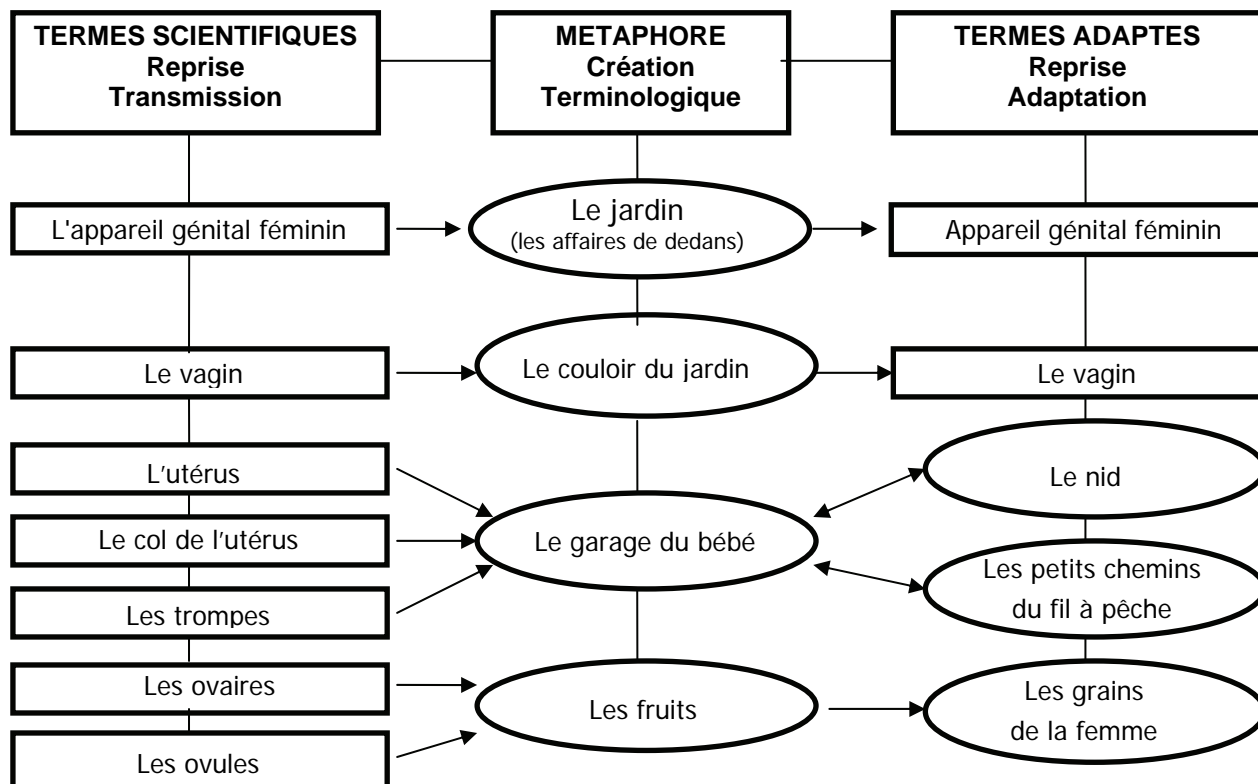 TERMES SCIENTIFIQUES
Reprise
Transmission
METAPHORE
Création
Terminologique
TERMES ADAPTES
Reprise
Adaptation
L'appareil génital féminin
Le jardin
(les affaires de dedans)
Appareil génital féminin
Le vagin
Le couloir du jardin
Le vagin
L'utérus
Le col de l'utérus
Les trompes
Le garage du bébé
Le nid
Les petits chemins
du fil à pêche
Les ovaires
Les ovules
Les fruits
Les grains
de la femme